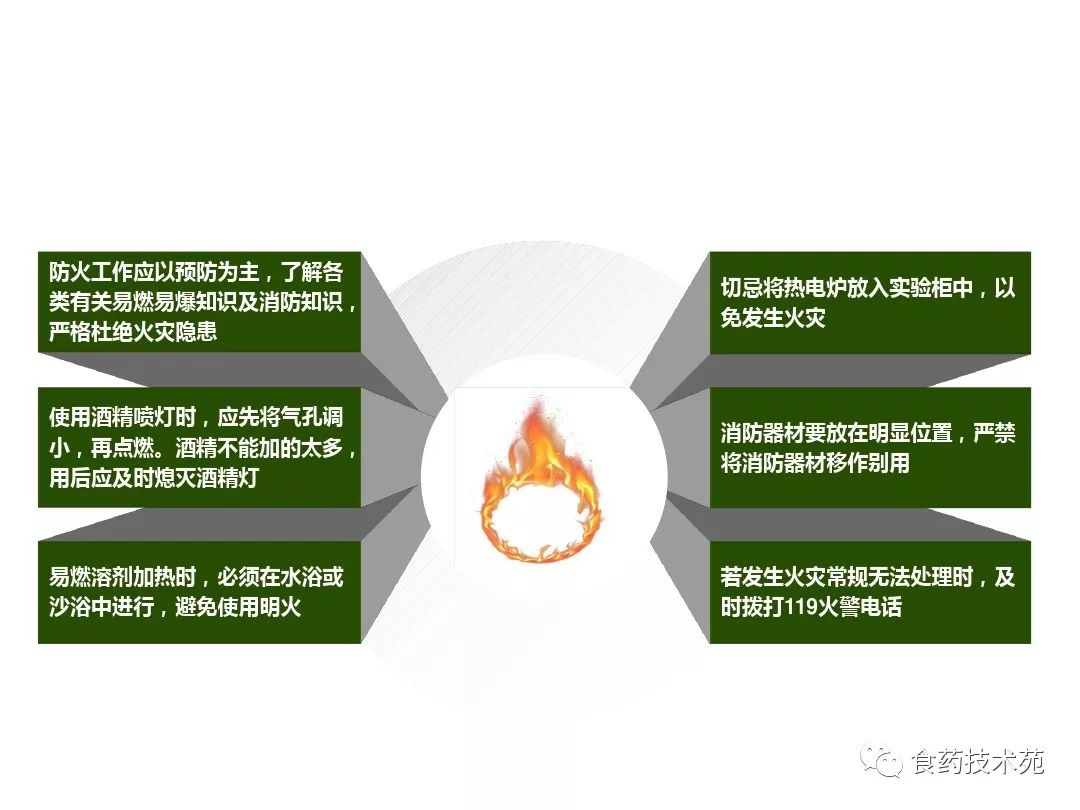 防火工作应以预防为主，了解各
类有关易燃易爆知识及消防知识，
严格杜绝火灾隐患
使用酒精喷灯时，应先将气孔调
小，再点燃。酒精不能加的太多，
用后应及时熄灭酒精灯
易燃溶剂加热时，必须在水浴或
沙浴中进行，避免使用明火
切忌将热电炉放入实验柜中，以
免发生火灾
消防器材要放在明显位置，严禁
将消防器材移作别用
若发生火灾常规无法处理时，及
时拨打119火警电话
食药技术苑